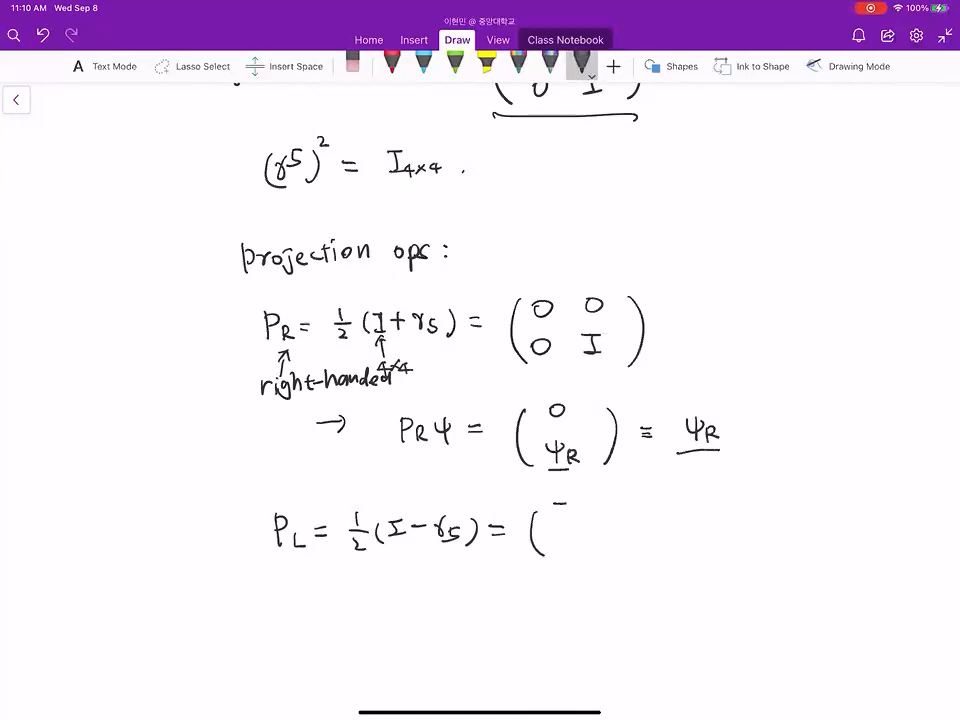 11:10 AM Wed Sep 8 100%
이현민 @ 중앙대학교
Home Insert Draw View Class Notebook
Text Mode Lasso Select Insert Space Shapes Ink to Shape Drawing Mode
( 0 I )
(γ5)² = I4×4 .
projection ops :
PR = ½ (I + γ5) = ( 0 0
0 I )
4×4
right-handed
→ PRψ = ( 0
ψR ) ≡ ψR
PL = ½ (I − γ5) = (